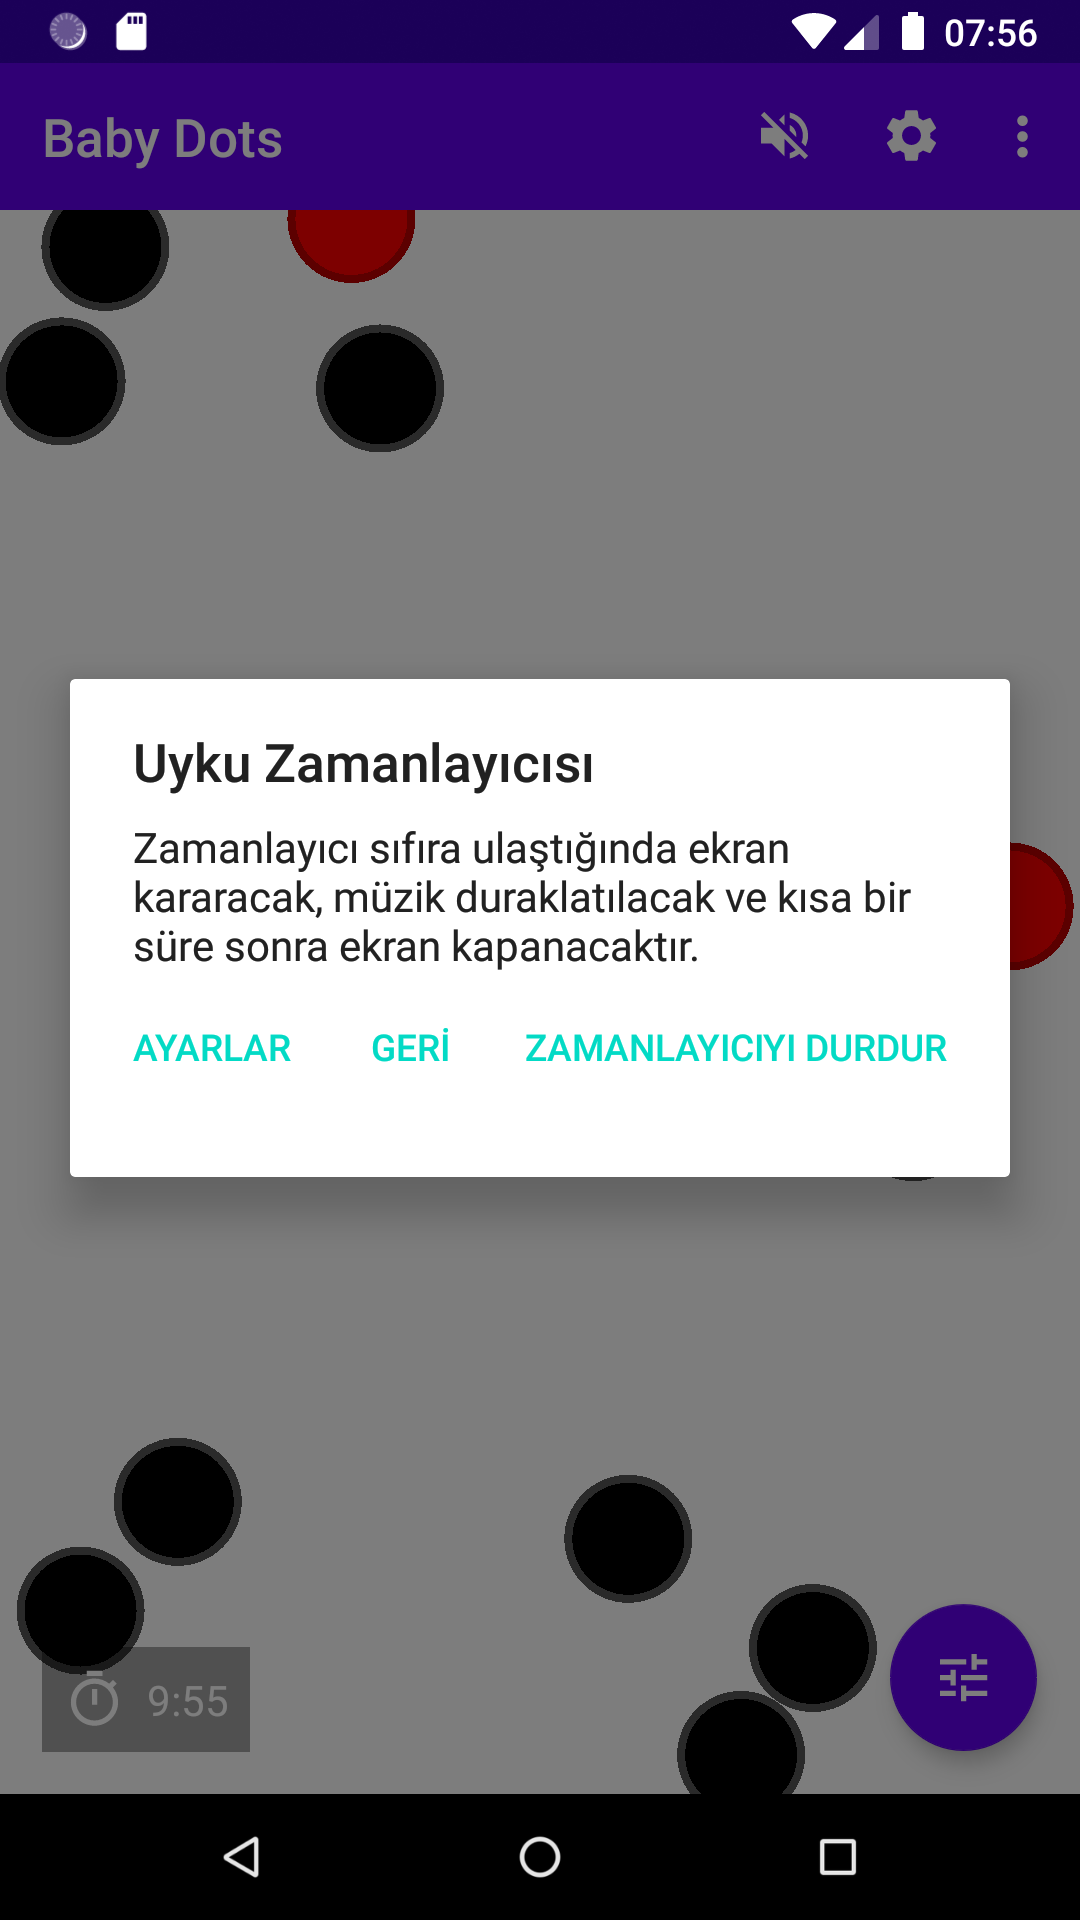 07:56
Baby Dots
Uyku Zamanlayıcısı
Zamanlayıcı sıfıra ulaştığında ekran
kararacak, müzik duraklatılacak ve kısa bir
süre sonra ekran kapanacaktır.
AYARLAR GERİ ZAMANLAYICIYI DURDUR
9:55